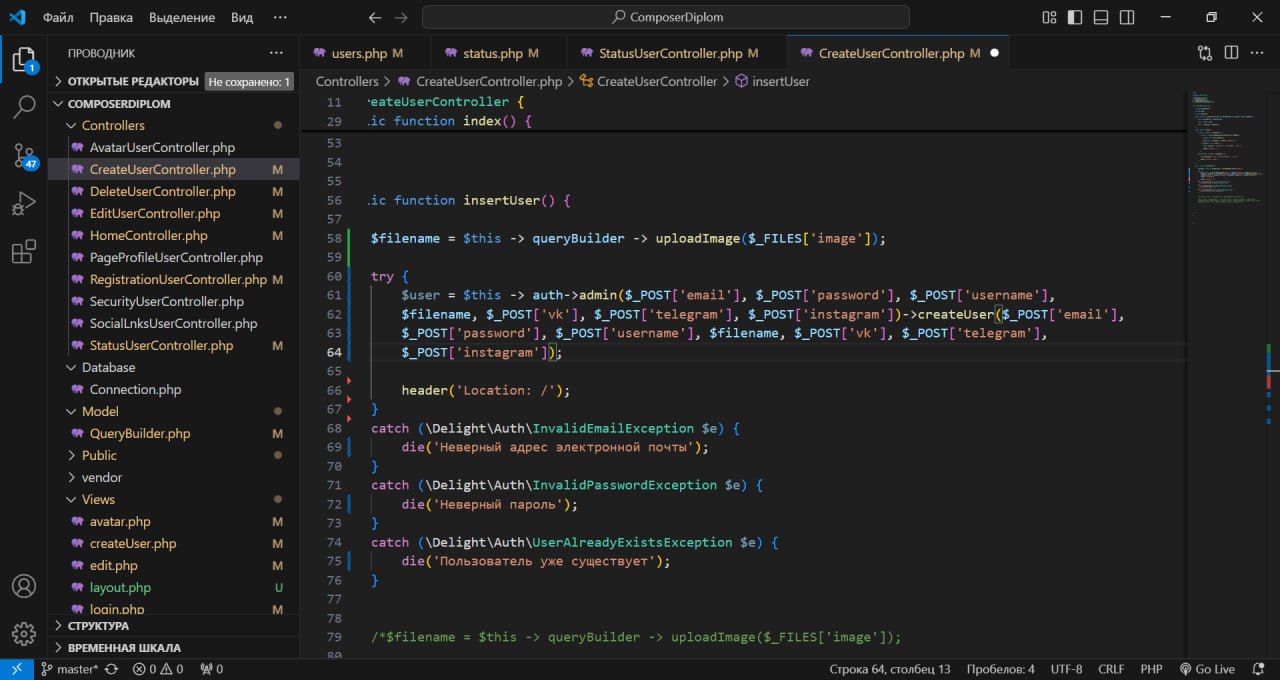 Файл Правка Выделение Вид ··· ComposerDiplom
ПРОВОДНИК ···
ОТКРЫТЫЕ РЕДАКТОРЫ Не сохранено: 1
COMPOSERDIPLOM
Controllers
AvatarUserController.php
CreateUserController.php M
DeleteUserController.php M
EditUserController.php M
HomeController.php M
PageProfileUserController.php
RegistrationUserController.php M
SecurityUserController.php
SocialLnksUserController.php
StatusUserController.php M
Database
Connection.php
Model
QueryBuilder.php M
Public
vendor
Views
avatar.php M
createUser.php M
edit.php M
layout.php U
login.php M
СТРУКТУРА
ВРЕМЕННАЯ ШКАЛА
1
47
users.php M status.php M StatusUserController.php M CreateUserController.php M
Controllers > CreateUserController.php > CreateUserController > insertUser
11 eateUserController {
29 .ic function index() {
53
54
55
56 .ic function insertUser() {
57
58 $filename = $this -> queryBuilder -> uploadImage($_FILES['image']);
59
60 try {
61 $user = $this -> auth->admin($_POST['email'], $_POST['password'], $_POST['username'],
62 $filename, $_POST['vk'], $_POST['telegram'], $_POST['instagram'])->createUser($_POST['email'],
63 $_POST['password'], $_POST['username'], $filename, $_POST['vk'], $_POST['telegram'],
64 $_POST['instagram']);
65
66 header('Location: /');
67 }
68 catch (\Delight\Auth\InvalidEmailException $e) {
69 die('Неверный адрес электронной почты');
70 }
71 catch (\Delight\Auth\InvalidPasswordException $e) {
72 die('Неверный пароль');
73 }
74 catch (\Delight\Auth\UserAlreadyExistsException $e) {
75 die('Пользователь уже существует');
76 }
77
78
79 /*$filename = $this -> queryBuilder -> uploadImage($_FILES['image']);
80
master* 0 0 0 Строка 64, столбец 13 Пробелов: 4 UTF-8 CRLF PHP Go Live